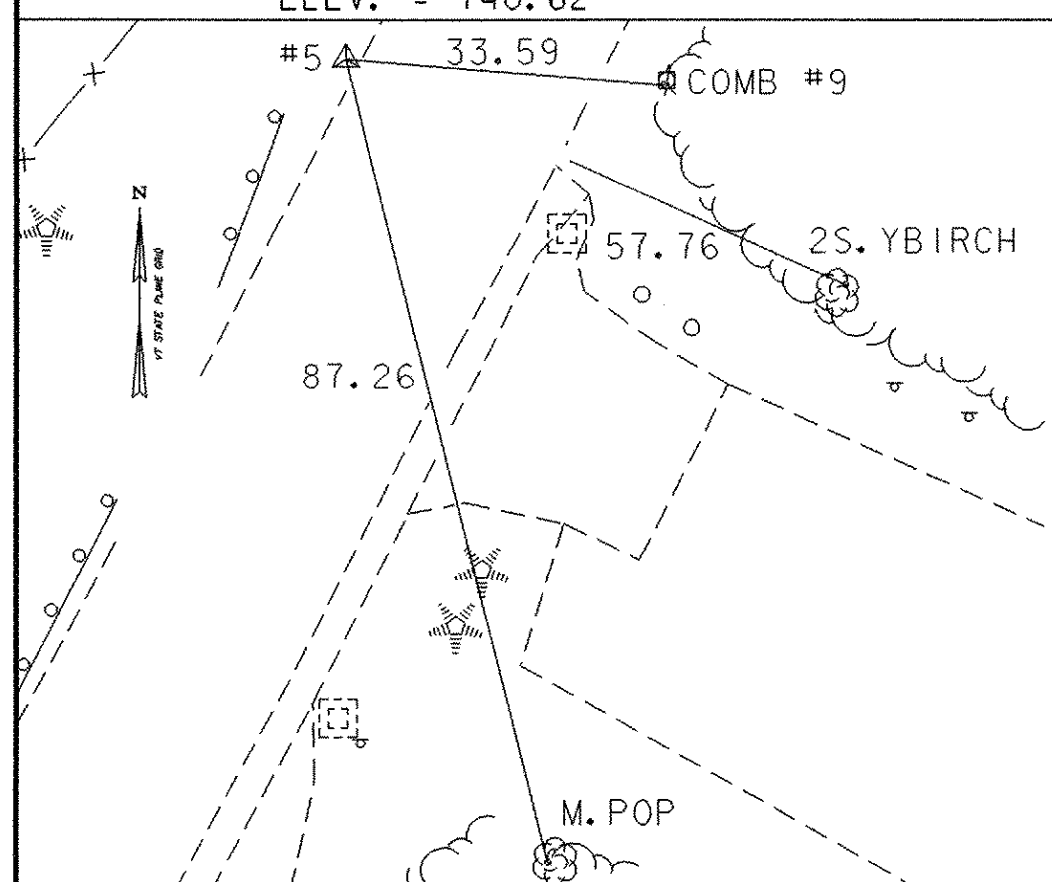 #5
33.59
COMB #9
N
VT STATE PLANE GRID
57.76
2S. YBIRCH
87.26
M. POP